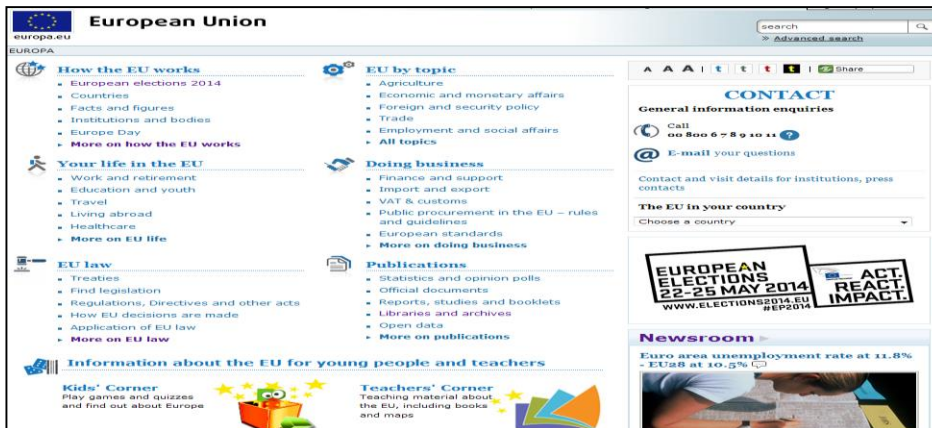 European Union
europa.eu
search
» Advanced search
EUROPA
How the EU works
European elections 2014
Countries
Facts and figures
Institutions and bodies
Europe Day
More on how the EU works
EU by topic
Agriculture
Economic and monetary affairs
Foreign and security policy
Trade
Employment and social affairs
All topics
Your life in the EU
Work and retirement
Education and youth
Travel
Living abroad
Healthcare
More on EU life
Doing business
Finance and support
Import and export
VAT & customs
Public procurement in the EU – rules
and guidelines
European standards
More on doing business
EU law
Treaties
Find legislation
Regulations, Directives and other acts
How EU decisions are made
Application of EU law
More on EU law
Publications
Statistics and opinion polls
Official documents
Reports, studies and booklets
Libraries and archives
Open data
More on publications
Information about the EU for young people and teachers
Kids' Corner
Play games and quizzes
and find out about Europe
Teachers' Corner
Teaching material about
the EU, including books
and maps
A A A | t t t t | Share
CONTACT
General information enquiries
Call
00 800 6 7 8 9 10 11 ?
@ E-mail your questions
Contact and visit details for institutions, press
contacts
The EU in your country
Choose a country
EUROPEAN
ELECTIONS
22-25 MAY 2014
WWW.ELECTIONS2014.EU
#EP2014
ACT.
REACT.
IMPACT.
Newsroom
Euro area unemployment rate at 11.8%
- EU28 at 10.5%